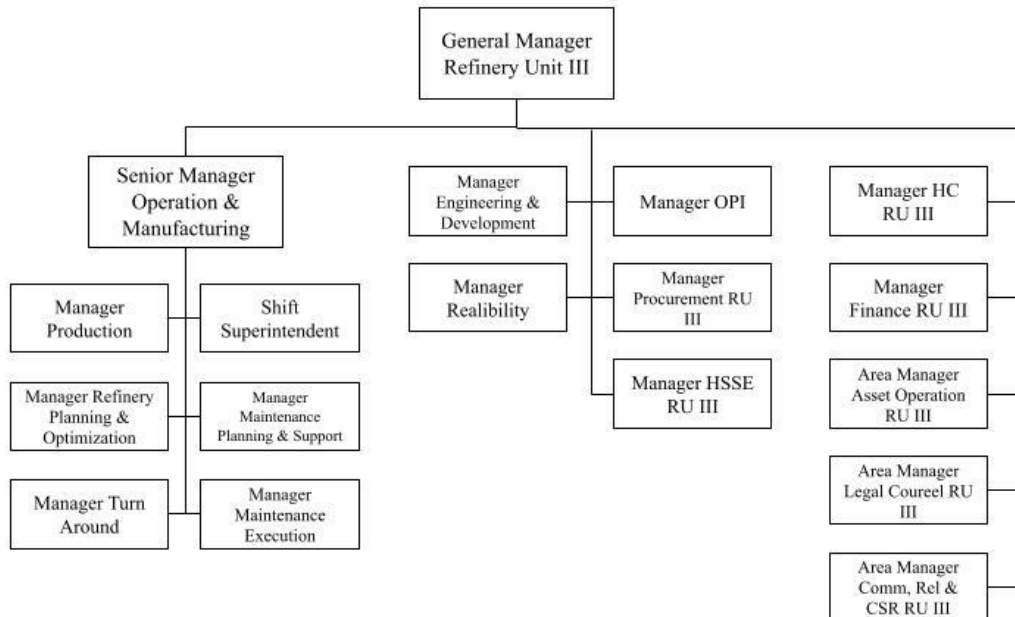 General Manager
Refinery Unit III
Senior Manager
Operation &
Manufacturing
Manager
Production
Shift
Superintendent
Manager Refinery
Planning &
Optimization
Manager
Maintenance
Planning & Support
Manager Turn
Around
Manager
Maintenance
Execution
Manager
Engineering &
Development
Manager OPI
Manager
Realibility
Manager
Procurement RU
III
Manager HSSE
RU III
Manager HC
RU III
Manager
Finance RU III
Area Manager
Asset Operation
RU III
Area Manager
Legal Coureel RU
III
Area Manager
Comm, Rel &
CSR RU III